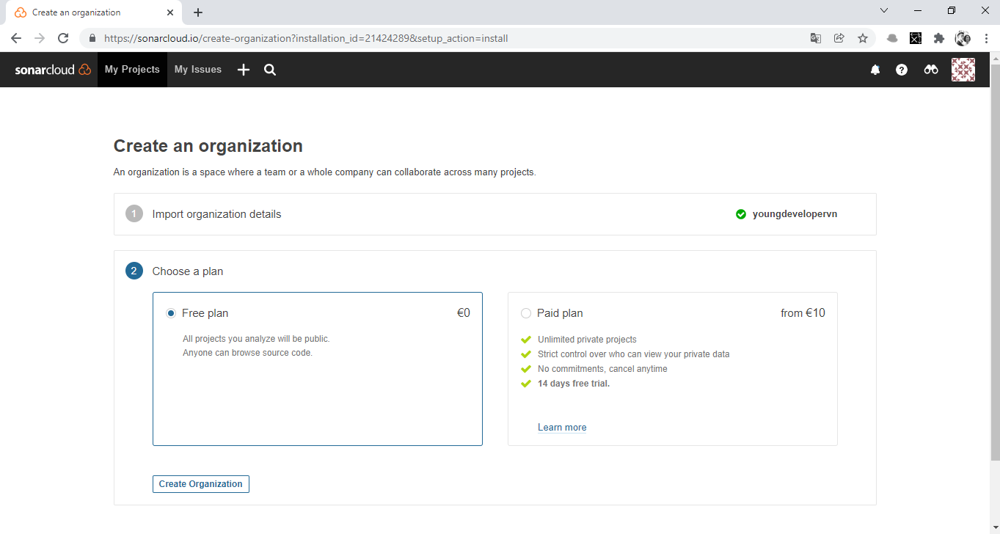 Create an organization
https://sonarcloud.io/create-organization?installation_id=21424289&setup_action=install
sonarcloud My Projects My Issues
Create an organization
An organization is a space where a team or a whole company can collaborate across many projects.
1 Import organization details youngdevelopervn
2 Choose a plan
Free plan €0
All projects you analyze will be public.
Anyone can browse source code.
Paid plan from €10
Unlimited private projects
Strict control over who can view your private data
No commitments, cancel anytime
14 days free trial.
Learn more
Create Organization